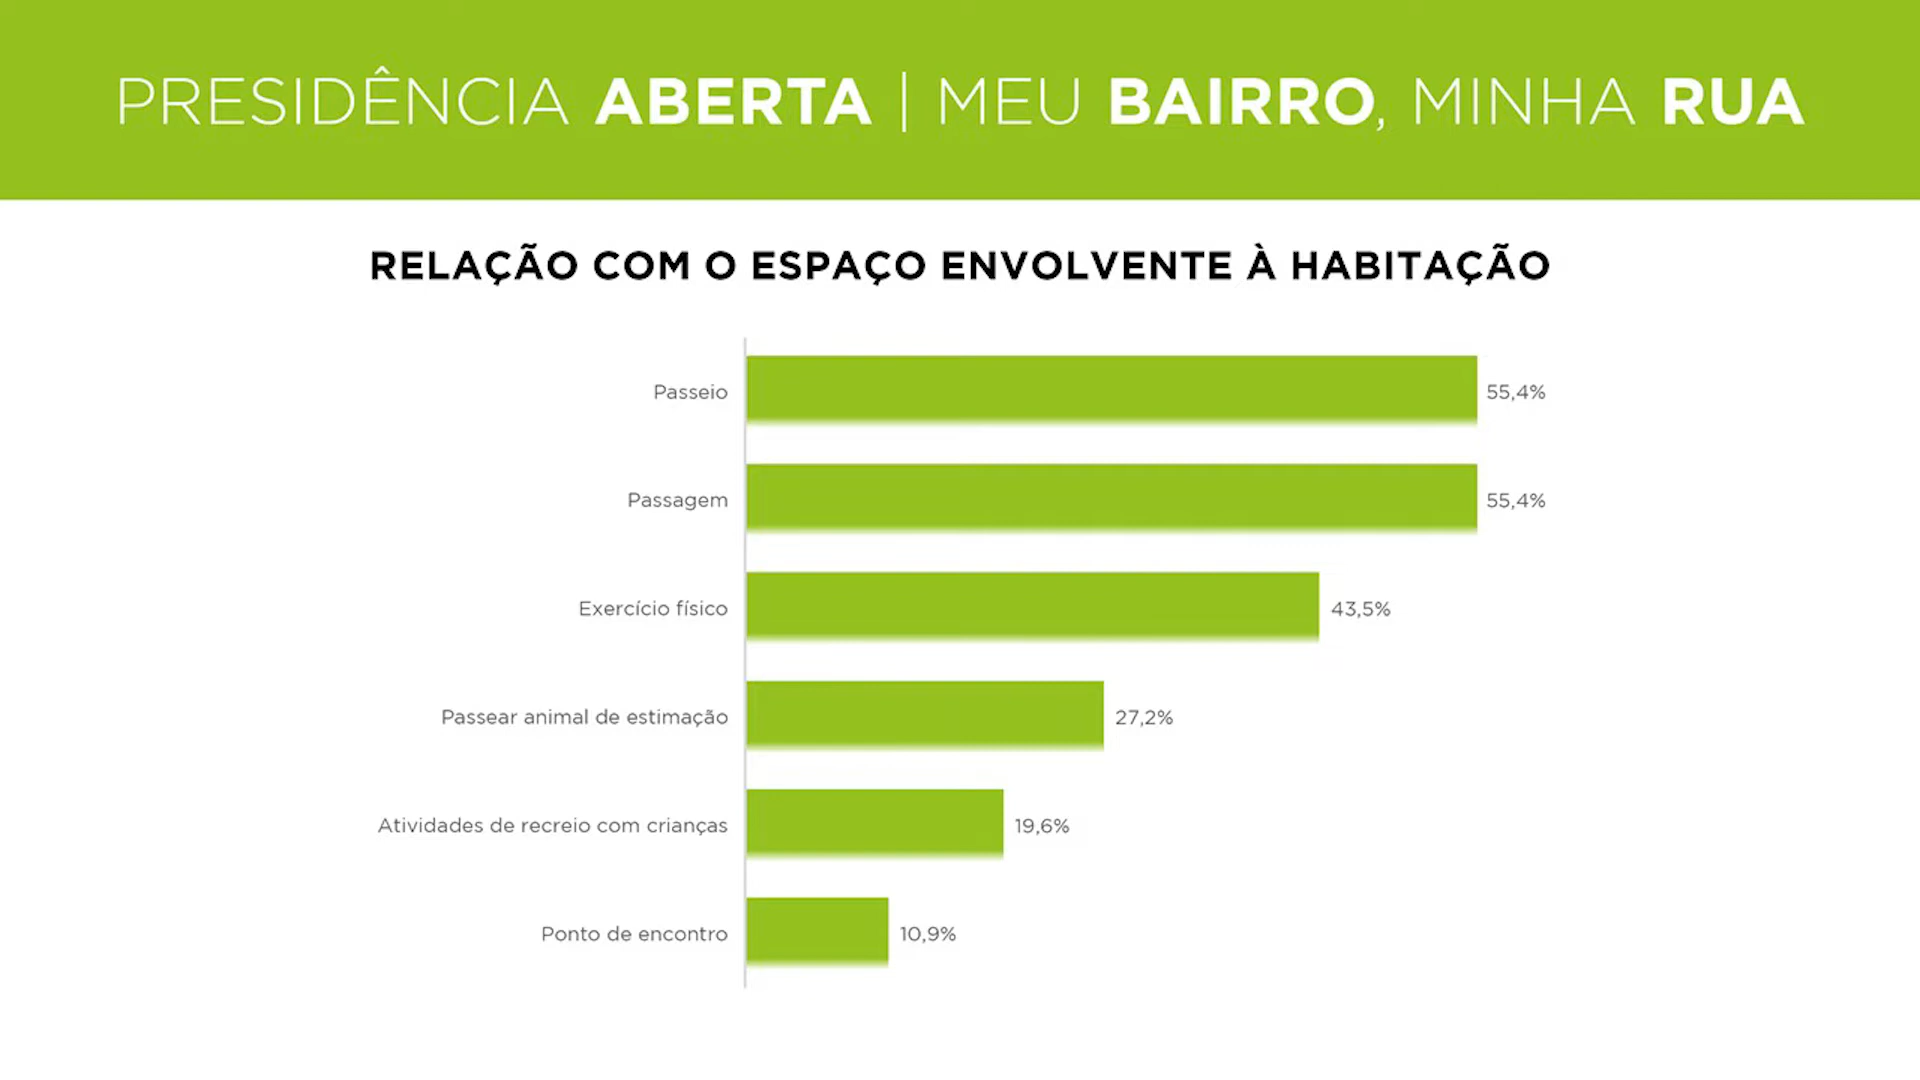 PRESIDÊNCIA ABERTA | MEU BAIRRO, MINHA RUA
RELAÇÃO COM O ESPAÇO ENVOLVENTE À HABITAÇÃO
Passeio 55,4%
Passagem 55,4%
Exercício físico 43,5%
Passear animal de estimação 27,2%
Atividades de recreio com crianças 19,6%
Ponto de encontro 10,9%